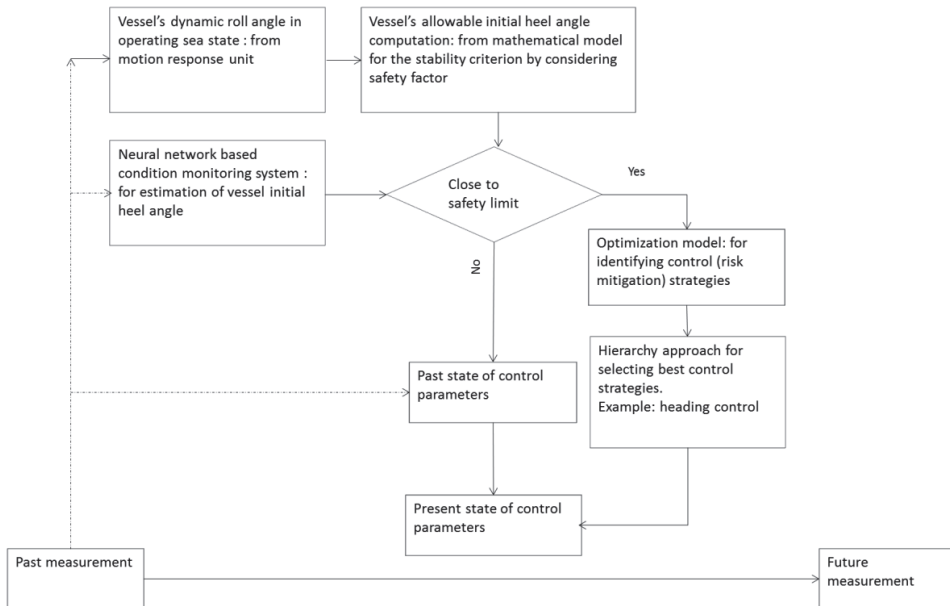 Vessel's dynamic roll angle in
operating sea state : from
motion response unit
Vessel's allowable initial heel angle
computation: from mathematical model
for the stability criterion by considering
safety factor
Neural network based
condition monitoring system :
for estimation of vessel initial
heel angle
Close to
safety limit
Yes
No
Optimization model: for
identifying control (risk
mitigation) strategies
Hierarchy approach for
selecting best control
strategies.
Example: heading control
Past state of control
parameters
Present state of control
parameters
Past measurement
Future
measurement